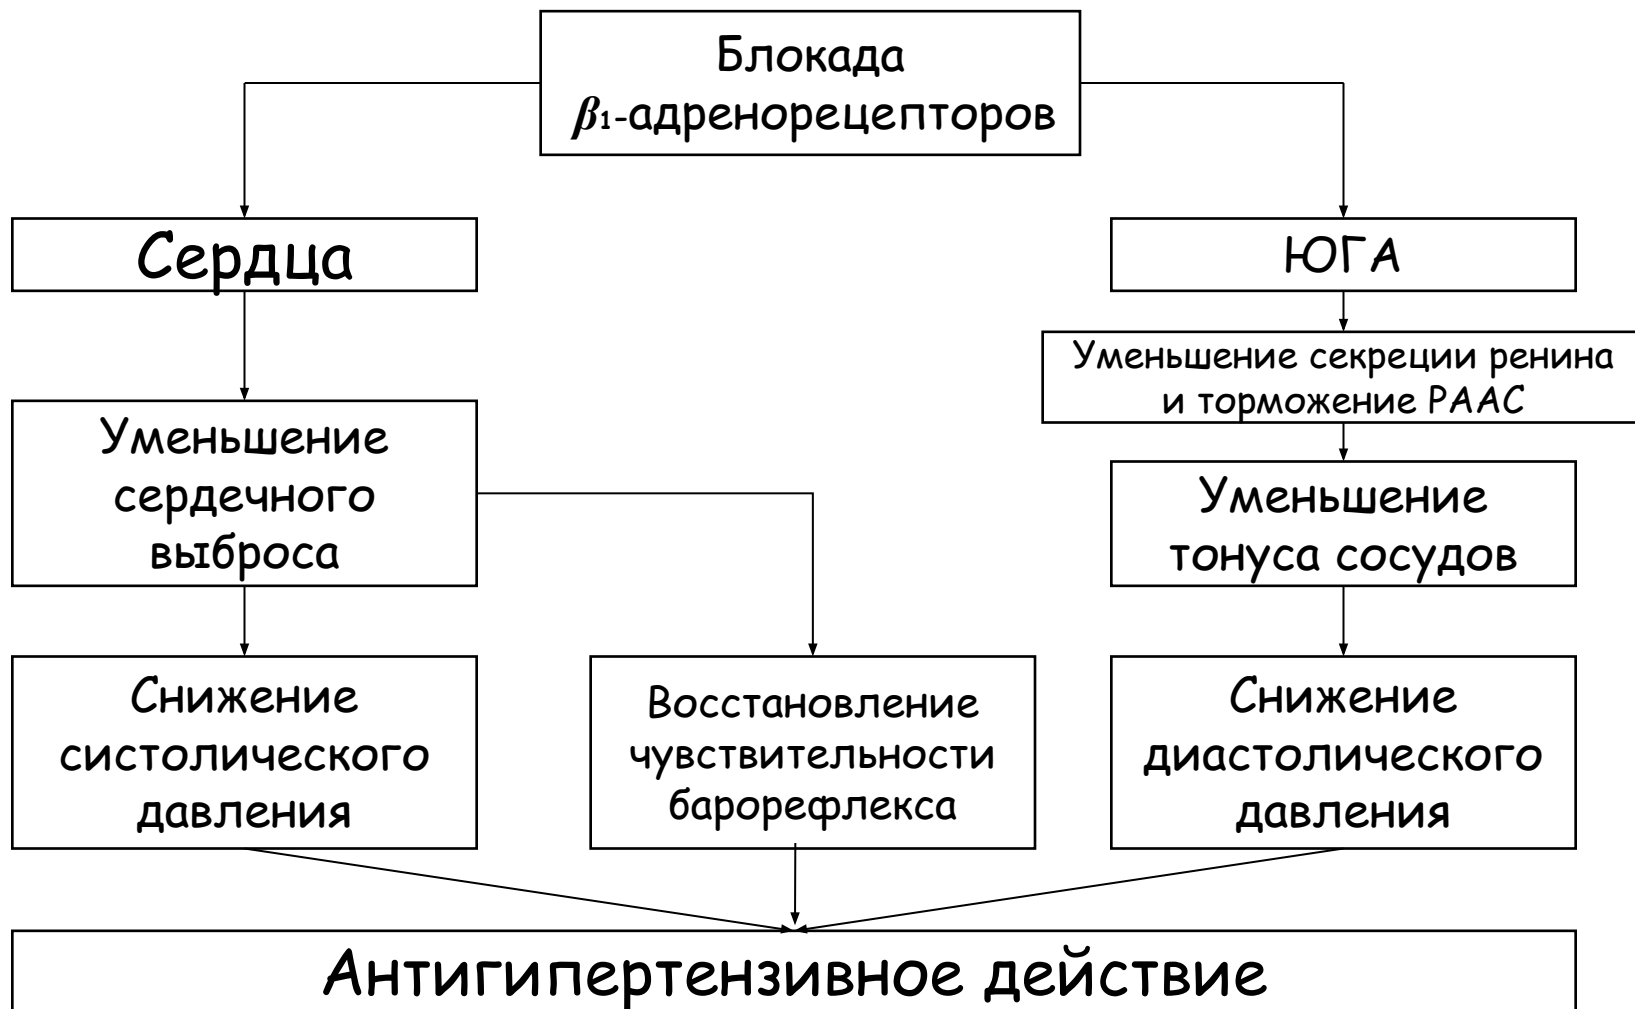 Блокада
β₁-адренорецепторов
Сердца
ЮГА
Уменьшение секреции ренина
и торможение РААС
Уменьшение
сердечного
выброса
Уменьшение
тонуса сосудов
Снижение
систолического
давления
Восстановление
чувствительности
барорефлекса
Снижение
диастолического
давления
Антигипертензивное действие